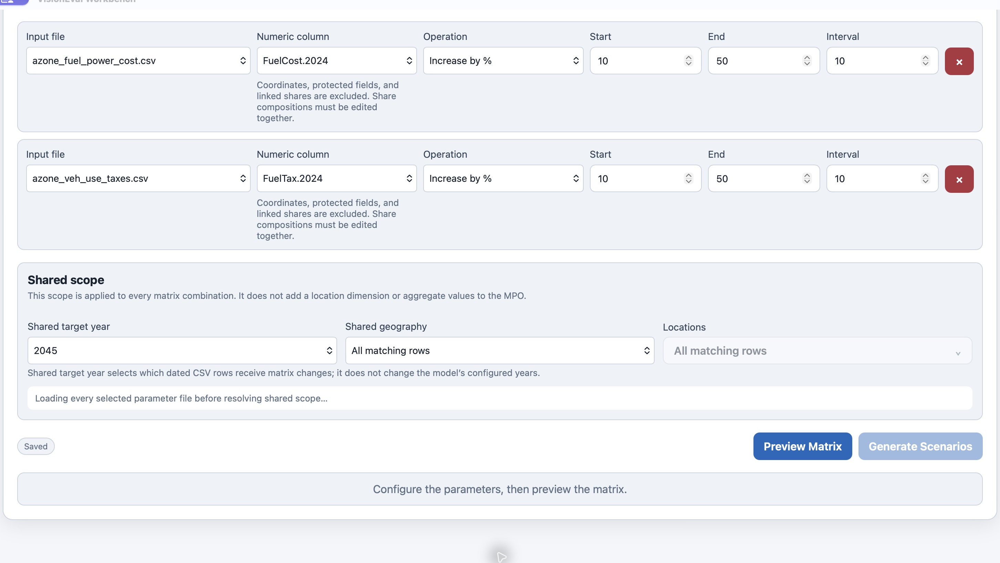 VisionEval Workbench
Input file
Numeric column
Operation
Start
End
Interval
azone_fuel_power_cost.csv
FuelCost.2024
Increase by %
10
50
10
×
Coordinates, protected fields, and
linked shares are excluded. Share
compositions must be edited
together.
Input file
Numeric column
Operation
Start
End
Interval
azone_veh_use_taxes.csv
FuelTax.2024
Increase by %
10
50
10
×
Coordinates, protected fields, and
linked shares are excluded. Share
compositions must be edited
together.
Shared scope
This scope is applied to every matrix combination. It does not add a location dimension or aggregate values to the MPO.
Shared target year
Shared geography
Locations
2045
All matching rows
All matching rows
Shared target year selects which dated CSV rows receive matrix changes; it does not change the model’s configured years.
Loading every selected parameter file before resolving shared scope...
Saved
Preview Matrix
Generate Scenarios
Configure the parameters, then preview the matrix.